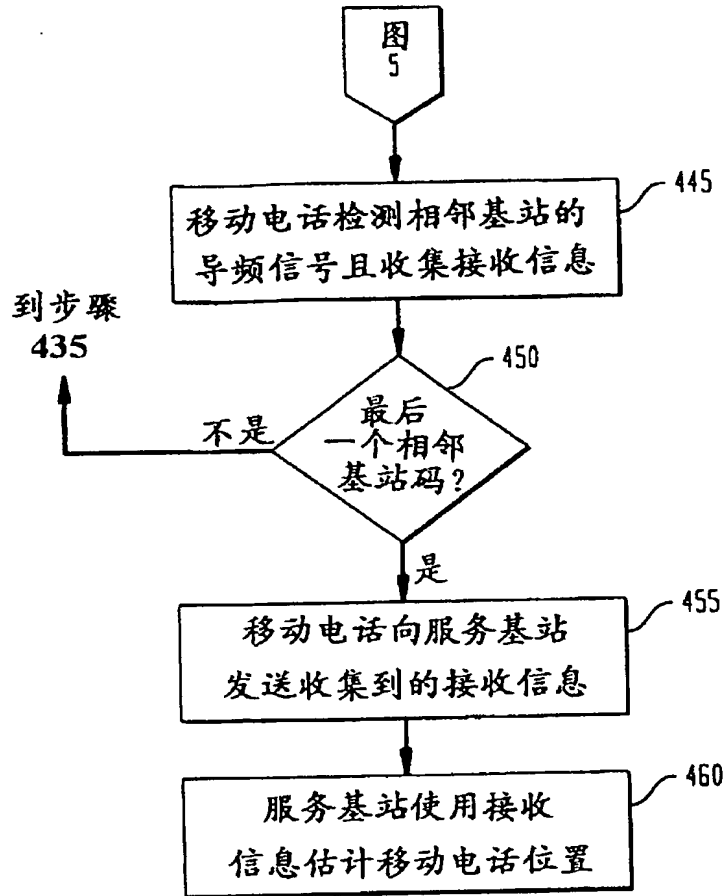 图
5
445
移动电话检测相邻基站的
导频信号且收集接收信息
到步骤
435
450
不是
最后
一个相邻
基站码?
是
455
移动电话向服务基站
发送收集到的接收信息
460
服务基站使用接收
信息估计移动电话位置